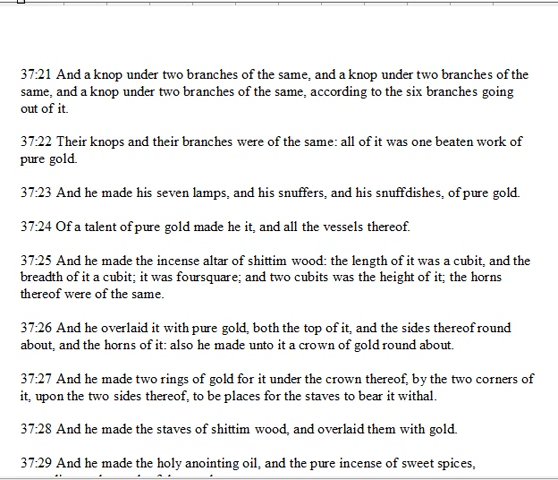 37:21 And a knop under two branches of the same, and a knop under two branches of the
same, and a knop under two branches of the same, according to the six branches going
out of it.
37:22 Their knops and their branches were of the same: all of it was one beaten work of
pure gold.
37:23 And he made his seven lamps, and his snuffers, and his snuffdishes, of pure gold.
37:24 Of a talent of pure gold made he it, and all the vessels thereof.
37:25 And he made the incense altar of shittim wood: the length of it was a cubit, and the
breadth of it a cubit; it was foursquare; and two cubits was the height of it; the horns
thereof were of the same.
37:26 And he overlaid it with pure gold, both the top of it, and the sides thereof round
about, and the horns of it: also he made unto it a crown of gold round about.
37:27 And he made two rings of gold for it under the crown thereof, by the two corners of
it, upon the two sides thereof, to be places for the staves to bear it withal.
37:28 And he made the staves of shittim wood, and overlaid them with gold.
37:29 And he made the holy anointing oil, and the pure incense of sweet spices,